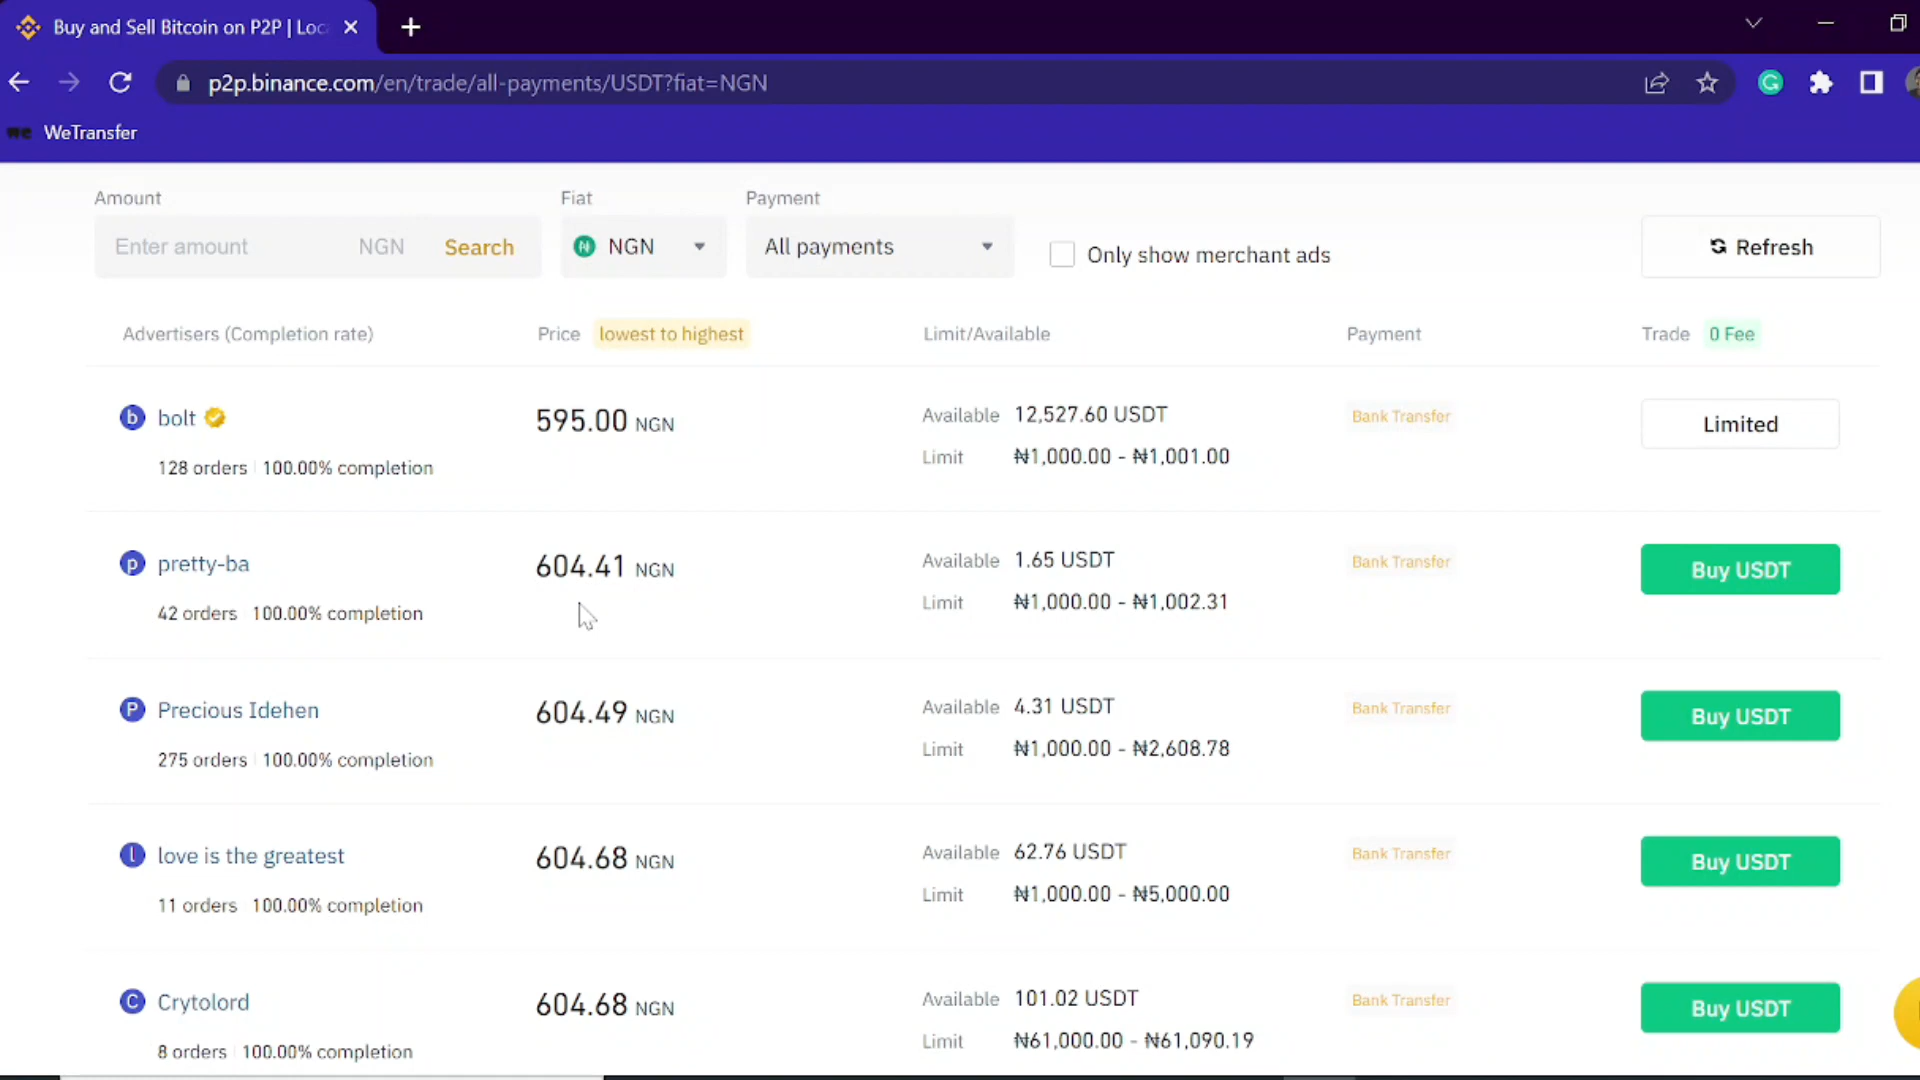 Buy and Sell Bitcoin on P2P | Loc
p2p.binance.com/en/trade/all-payments/USDT?fiat=NGN
we WeTransfer
Amount Fiat Payment
Enter amount NGN Search NGN All payments Only show merchant ads Refresh
Advertisers (Completion rate) Price lowest to highest Limit/Available Payment Trade 0 Fee
b bolt 595.00 NGN Available 12,527.60 USDT Bank Transfer Limited
128 orders 100.00% completion Limit ₦1,000.00 - ₦1,001.00
p pretty-ba 604.41 NGN Available 1.65 USDT Bank Transfer Buy USDT
42 orders 100.00% completion Limit ₦1,000.00 - ₦1,002.31
P Precious Idehen 604.49 NGN Available 4.31 USDT Bank Transfer Buy USDT
275 orders 100.00% completion Limit ₦1,000.00 - ₦2,608.78
l love is the greatest 604.68 NGN Available 62.76 USDT Bank Transfer Buy USDT
11 orders 100.00% completion Limit ₦1,000.00 - ₦5,000.00
C Crytolord 604.68 NGN Available 101.02 USDT Bank Transfer Buy USDT
8 orders 100.00% completion Limit ₦61,000.00 - ₦61,090.19